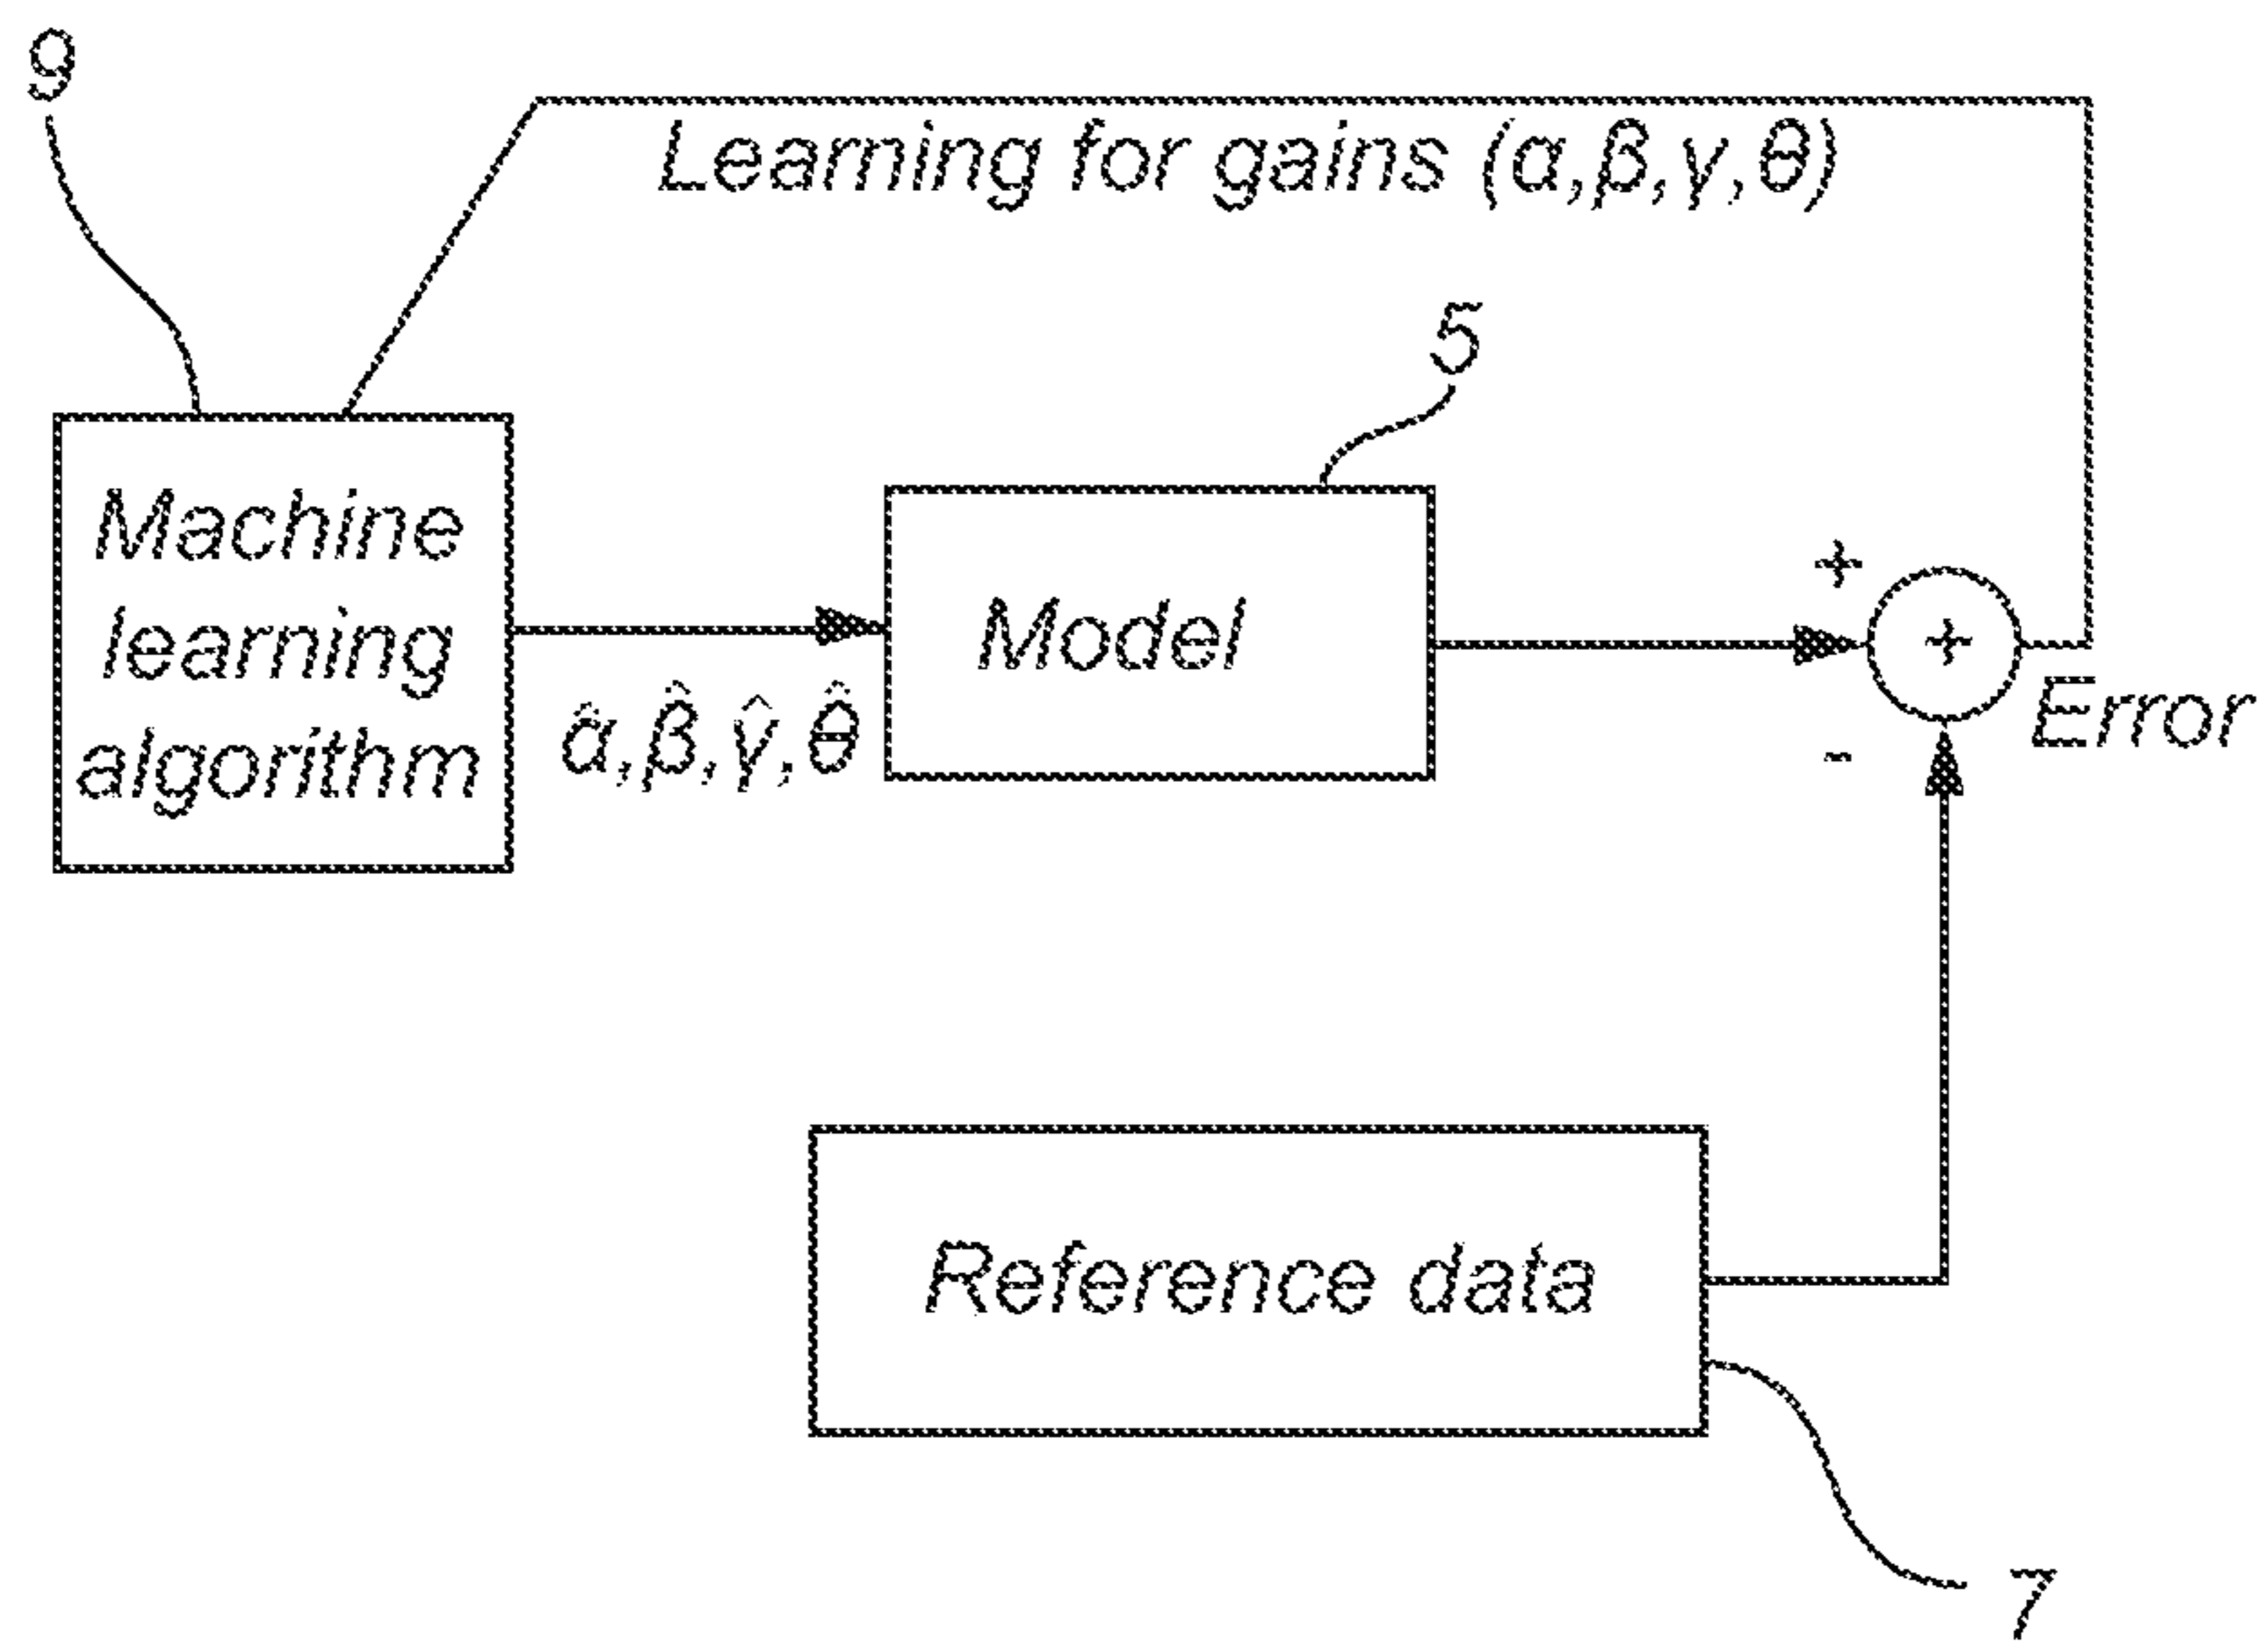 9
Learning for gains (α,β,γ,θ)
5
Machine
learning
algorithm
Model
+
+
α̂,β̂,γ̂,θ̂
-
Error
Reference data
7